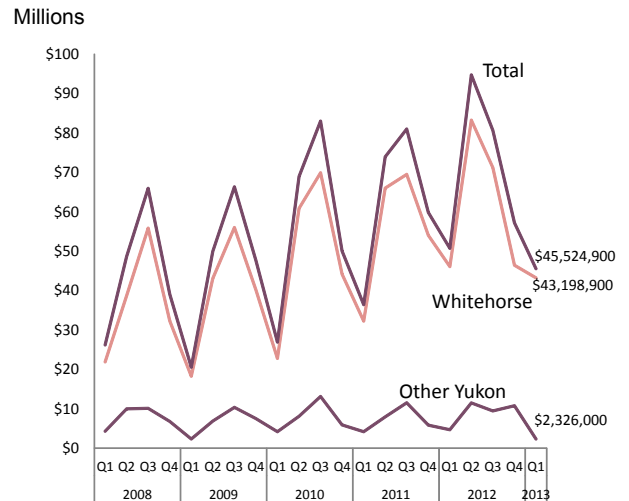 Millions
$100
$90
$80
$70
$60
$50
$40
$30
$20
$10
$0
Total
$45,524,900
$43,198,900
Whitehorse
Other Yukon
$2,326,000
Q1 Q2 Q3 Q4 Q1 Q2 Q3 Q4 Q1 Q2 Q3 Q4 Q1 Q2 Q3 Q4 Q1 Q2 Q3 Q4 Q1
2008 2009 2010 2011 2012 2013